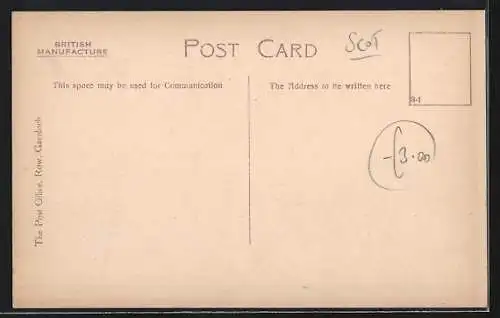 BRITISH
MANUFACTURE
POST CARD
SCOT
This space may be used for Communication
The Address to be written here
84
3.00
The Post Office, Row, Gareloch